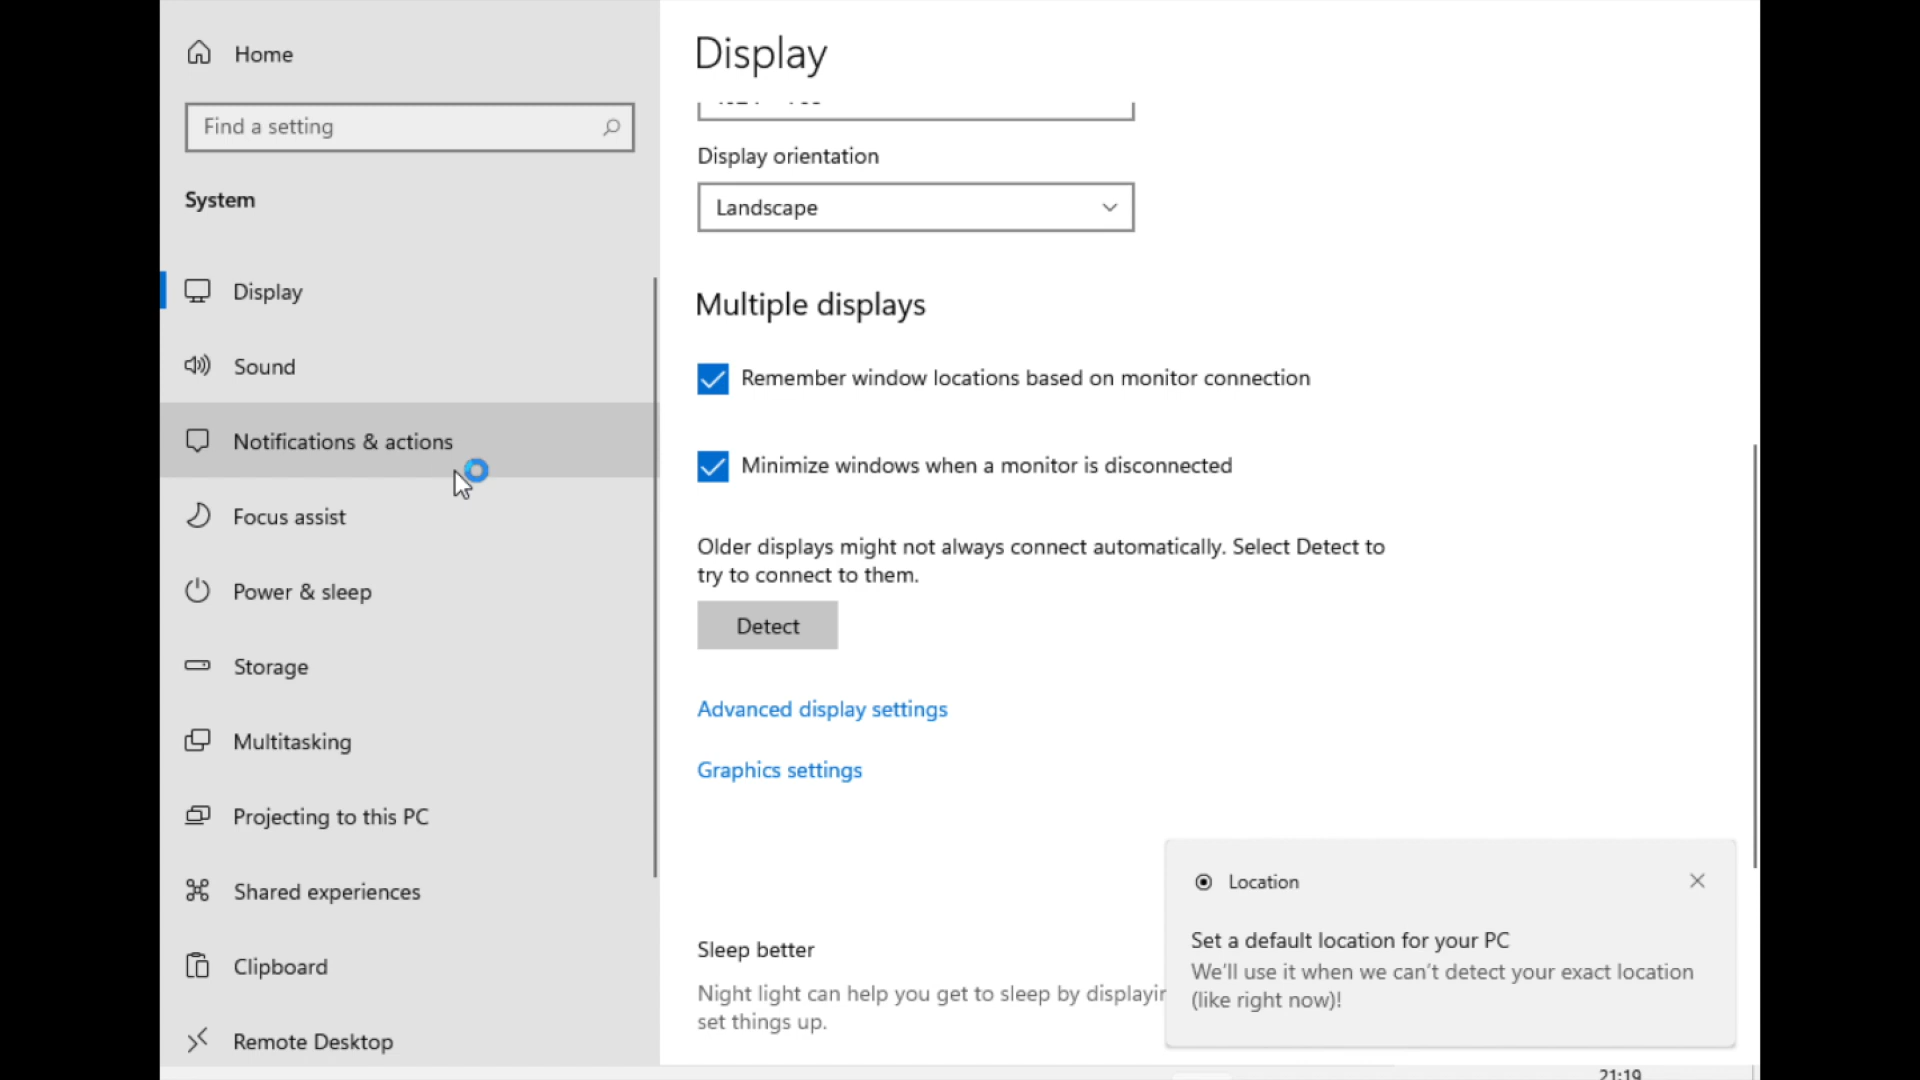 Home
Find a setting
System
Display
Sound
Notifications & actions
Focus assist
Power & sleep
Storage
Multitasking
Projecting to this PC
Shared experiences
Clipboard
Remote Desktop
Display
Display orientation
Landscape
Multiple displays
Remember window locations based on monitor connection
Minimize windows when a monitor is disconnected
Older displays might not always connect automatically. Select Detect to
try to connect to them.
Detect
Advanced display settings
Graphics settings
Sleep better
Night light can help you get to sleep by
set things up.
Location
Set a default location for your PC
We'll use it when we can't detect your exact location
(like right now)!
21:19